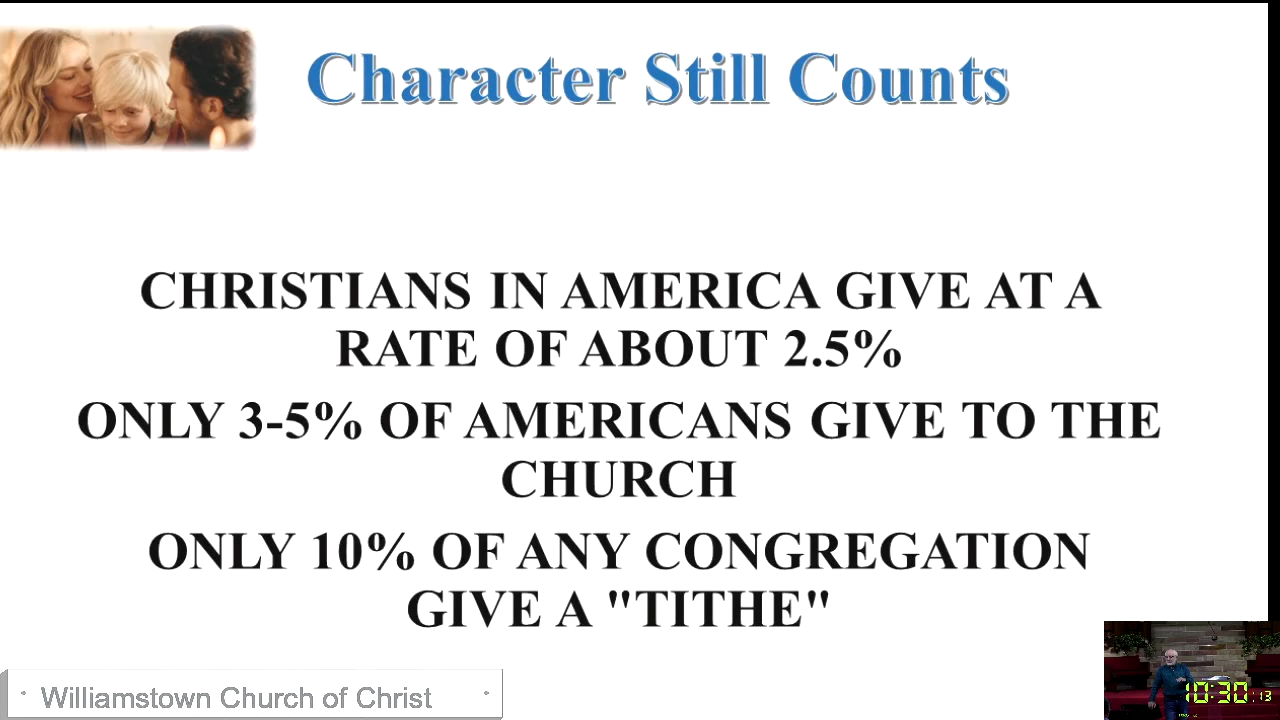 Character Still Counts
CHRISTIANS IN AMERICA GIVE AT A
RATE OF ABOUT 2.5%
ONLY 3-5% OF AMERICANS GIVE TO THE
CHURCH
ONLY 10% OF ANY CONGREGATION
GIVE A "TITHE"
Williamstown Church of Christ
10:30:13